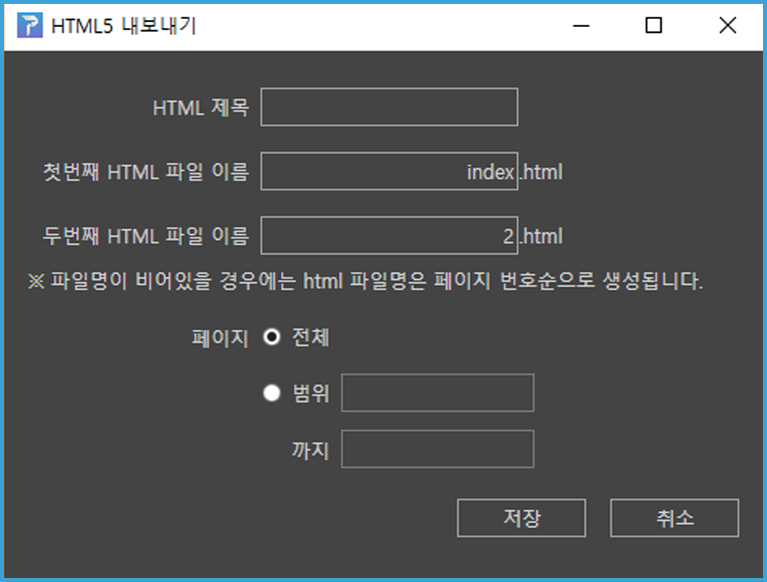 HTML5 내보내기
HTML 제목
첫번째 HTML 파일 이름 index .html
두번째 HTML 파일 이름 2 .html
※ 파일명이 비어있을 경우에는 html 파일명은 페이지 번호순으로 생성됩니다.
페이지 전체
범위
까지
저장 취소